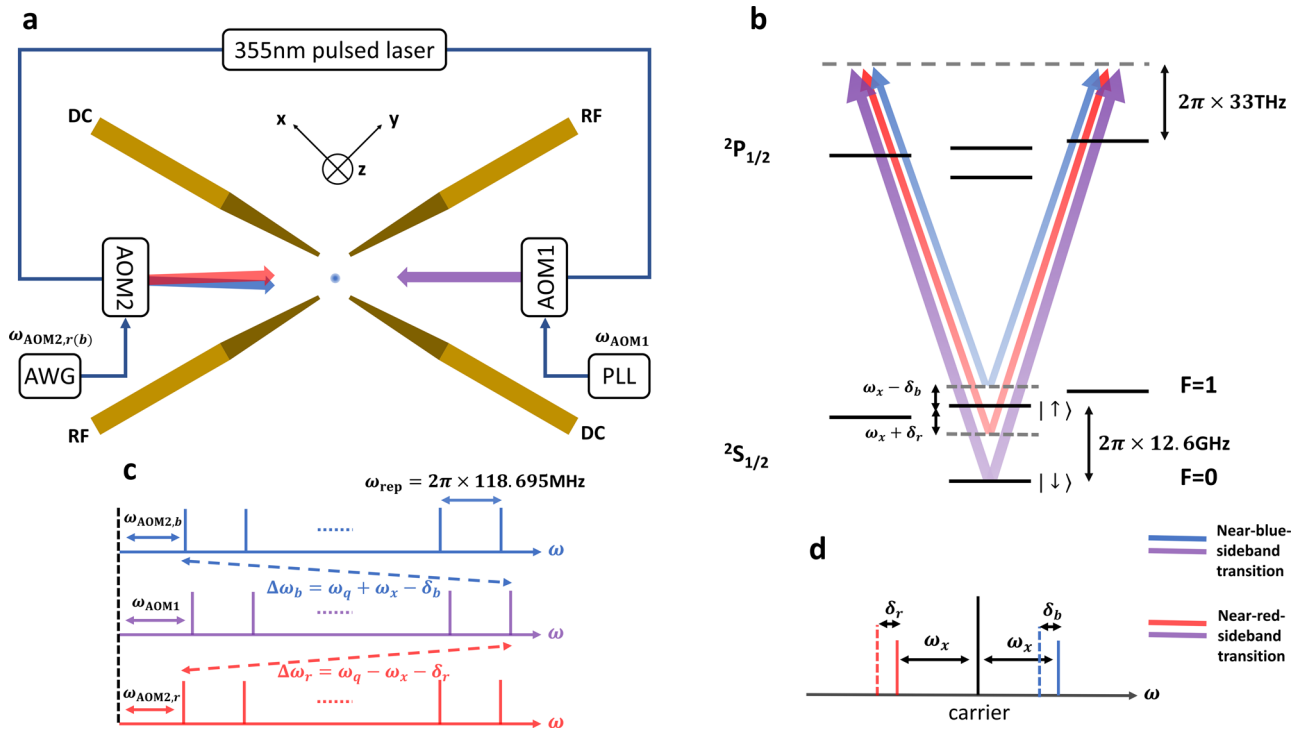 a
355nm pulsed laser
DC
RF
x
y
z
AOM2
AOM1
ω_AOM2,r(b)
ω_AOM1
AWG
PLL
RF
DC
b
2π × 33THz
²P₁/₂
ω_x − δ_b
F=1
|↑⟩
ω_x + δ_r
2π × 12.6GHz
²S₁/₂
|↓⟩
F=0
c
ω_rep = 2π × 118.695MHz
ω_AOM2,b
......
ω
Δω_b = ω_q + ω_x − δ_b
ω_AOM1
......
ω
Δω_r = ω_q − ω_x − δ_r
ω_AOM2,r
......
ω
d
δ_r
δ_b
ω_x
ω_x
ω
carrier
Near-blue-
sideband
transition
Near-red-
sideband
transition